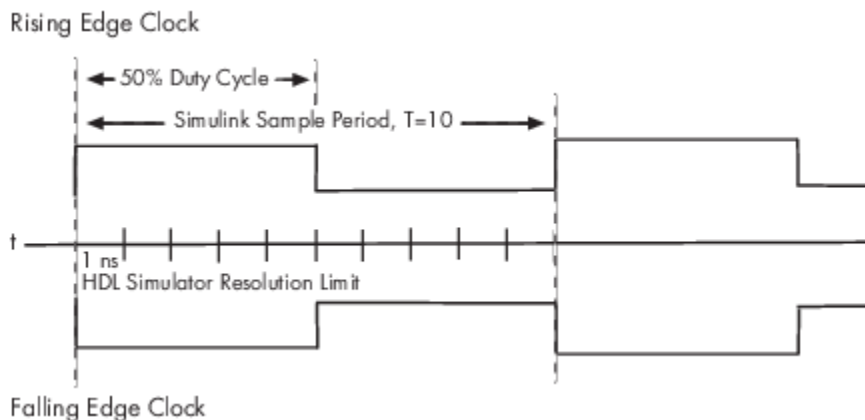 Rising Edge Clock
50% Duty Cycle
Simulink Sample Period, T=10
t
1 ns
HDL Simulator Resolution Limit
Falling Edge Clock